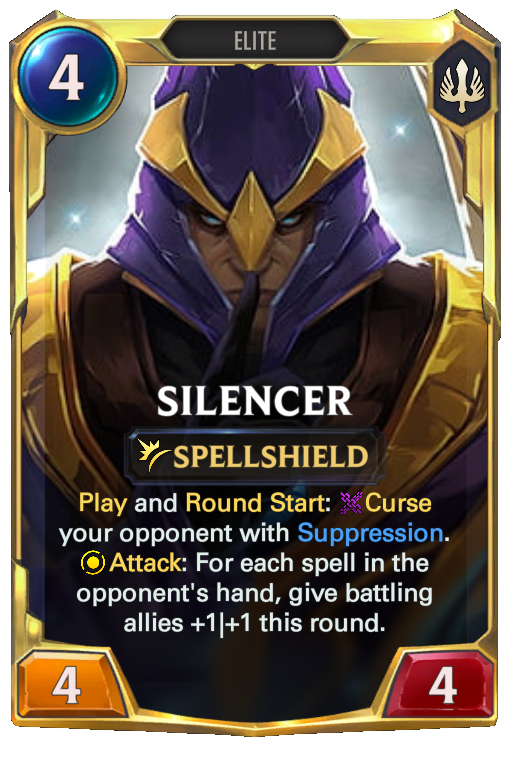 ELITE
4
SILENCER
SPELLSHIELD
Play and Round Start: Curse
your opponent with Suppression.
Attack: For each spell in the
opponent's hand, give battling
allies +1|+1 this round.
4
4